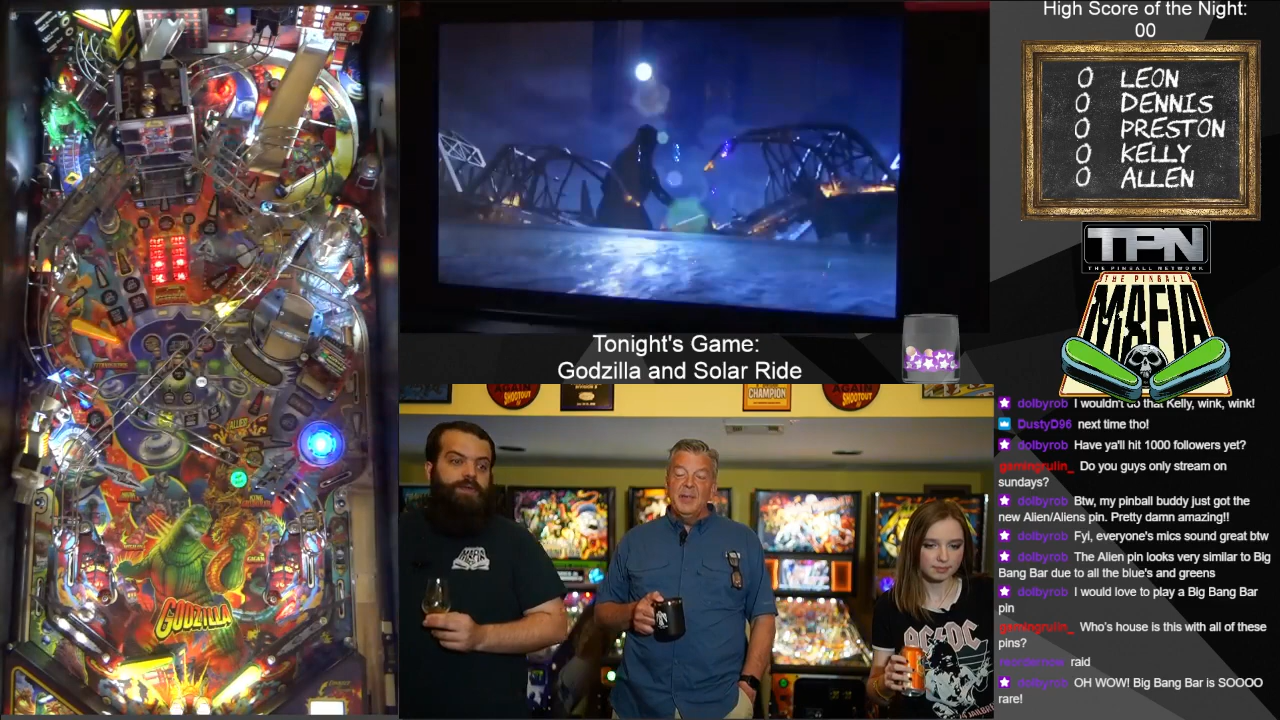 High Score of the Night:
00
0 LEON
0 DENNIS
0 PRESTON
0 KELLY
0 ALLEN
TPN
THE PINBALL NETWORK
THE PINBALL
MAFIA
Tonight's Game:
Godzilla and Solar Ride
AGAIN
SHOOTOUT
CHAMPION
AGAIN
SHOOTOUT
MAFIA
AC DC
GODZILLA
dolbyrob I wouldn't do that Kelly, wink, wink!
DustyD96 next time tho!
dolbyrob Have ya'll hit 1000 followers yet?
gamingrulin_ Do you guys only stream on
sundays?
dolbyrob Btw, my pinball buddy just got the
new Alien/Aliens pin. Pretty damn amazing!!
dolbyrob Fyi, everyone's mics sound great btw
dolbyrob The Alien pin looks very similar to Big
Bang Bar due to all the blue's and greens
dolbyrob I would love to play a Big Bang Bar
pin
gamingrulin_ Who's house is this with all of these
pins?
raid
dolbyrob OH WOW! Big Bang Bar is SOOOO
rare!